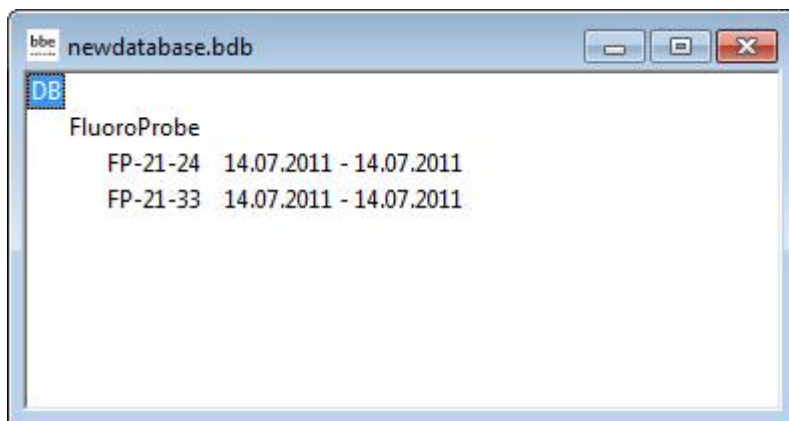 bbe newdatabase.bdb
DB
FluoroProbe
FP-21-24 14.07.2011 - 14.07.2011
FP-21-33 14.07.2011 - 14.07.2011